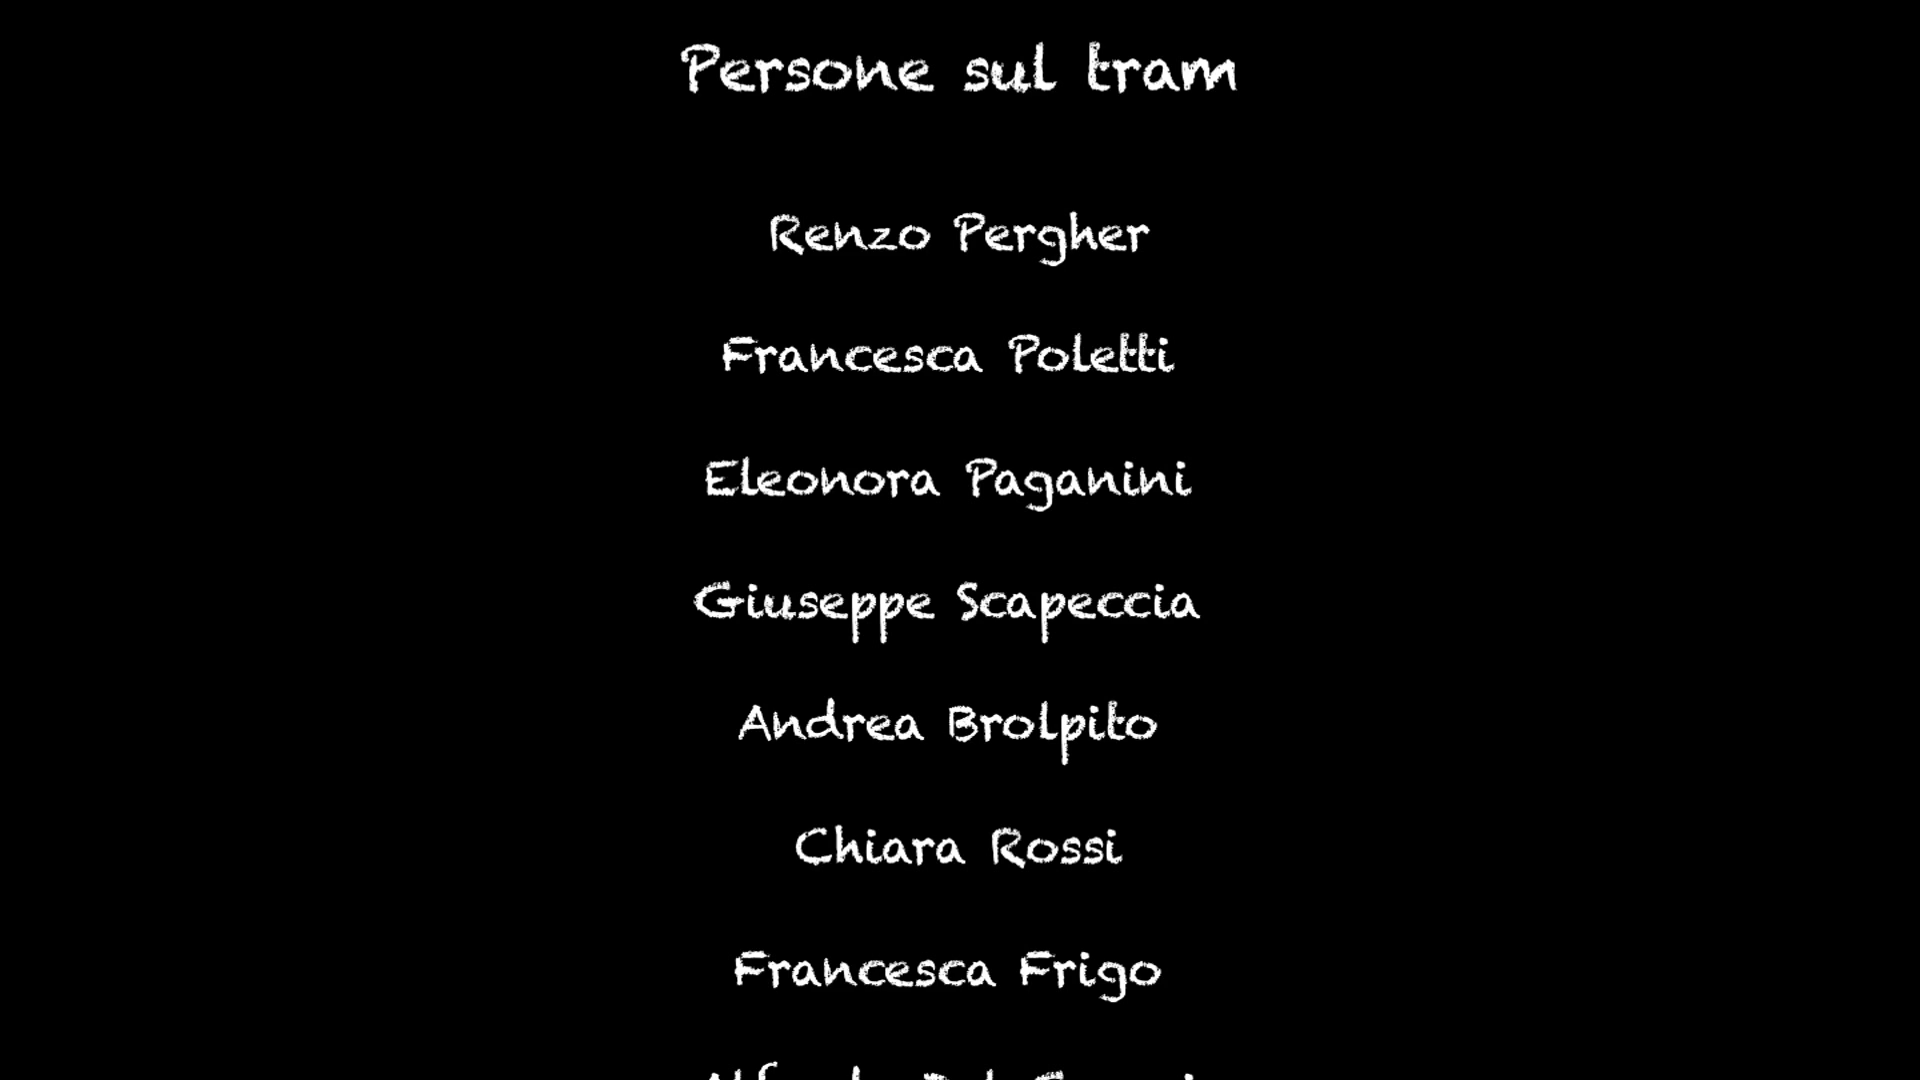 Persone sul tram
Renzo Pergher
Francesca Poletti
Eleonora Paganini
Giuseppe Scapeccia
Andrea Brolpito
Chiara Rossi
Francesca Frigo